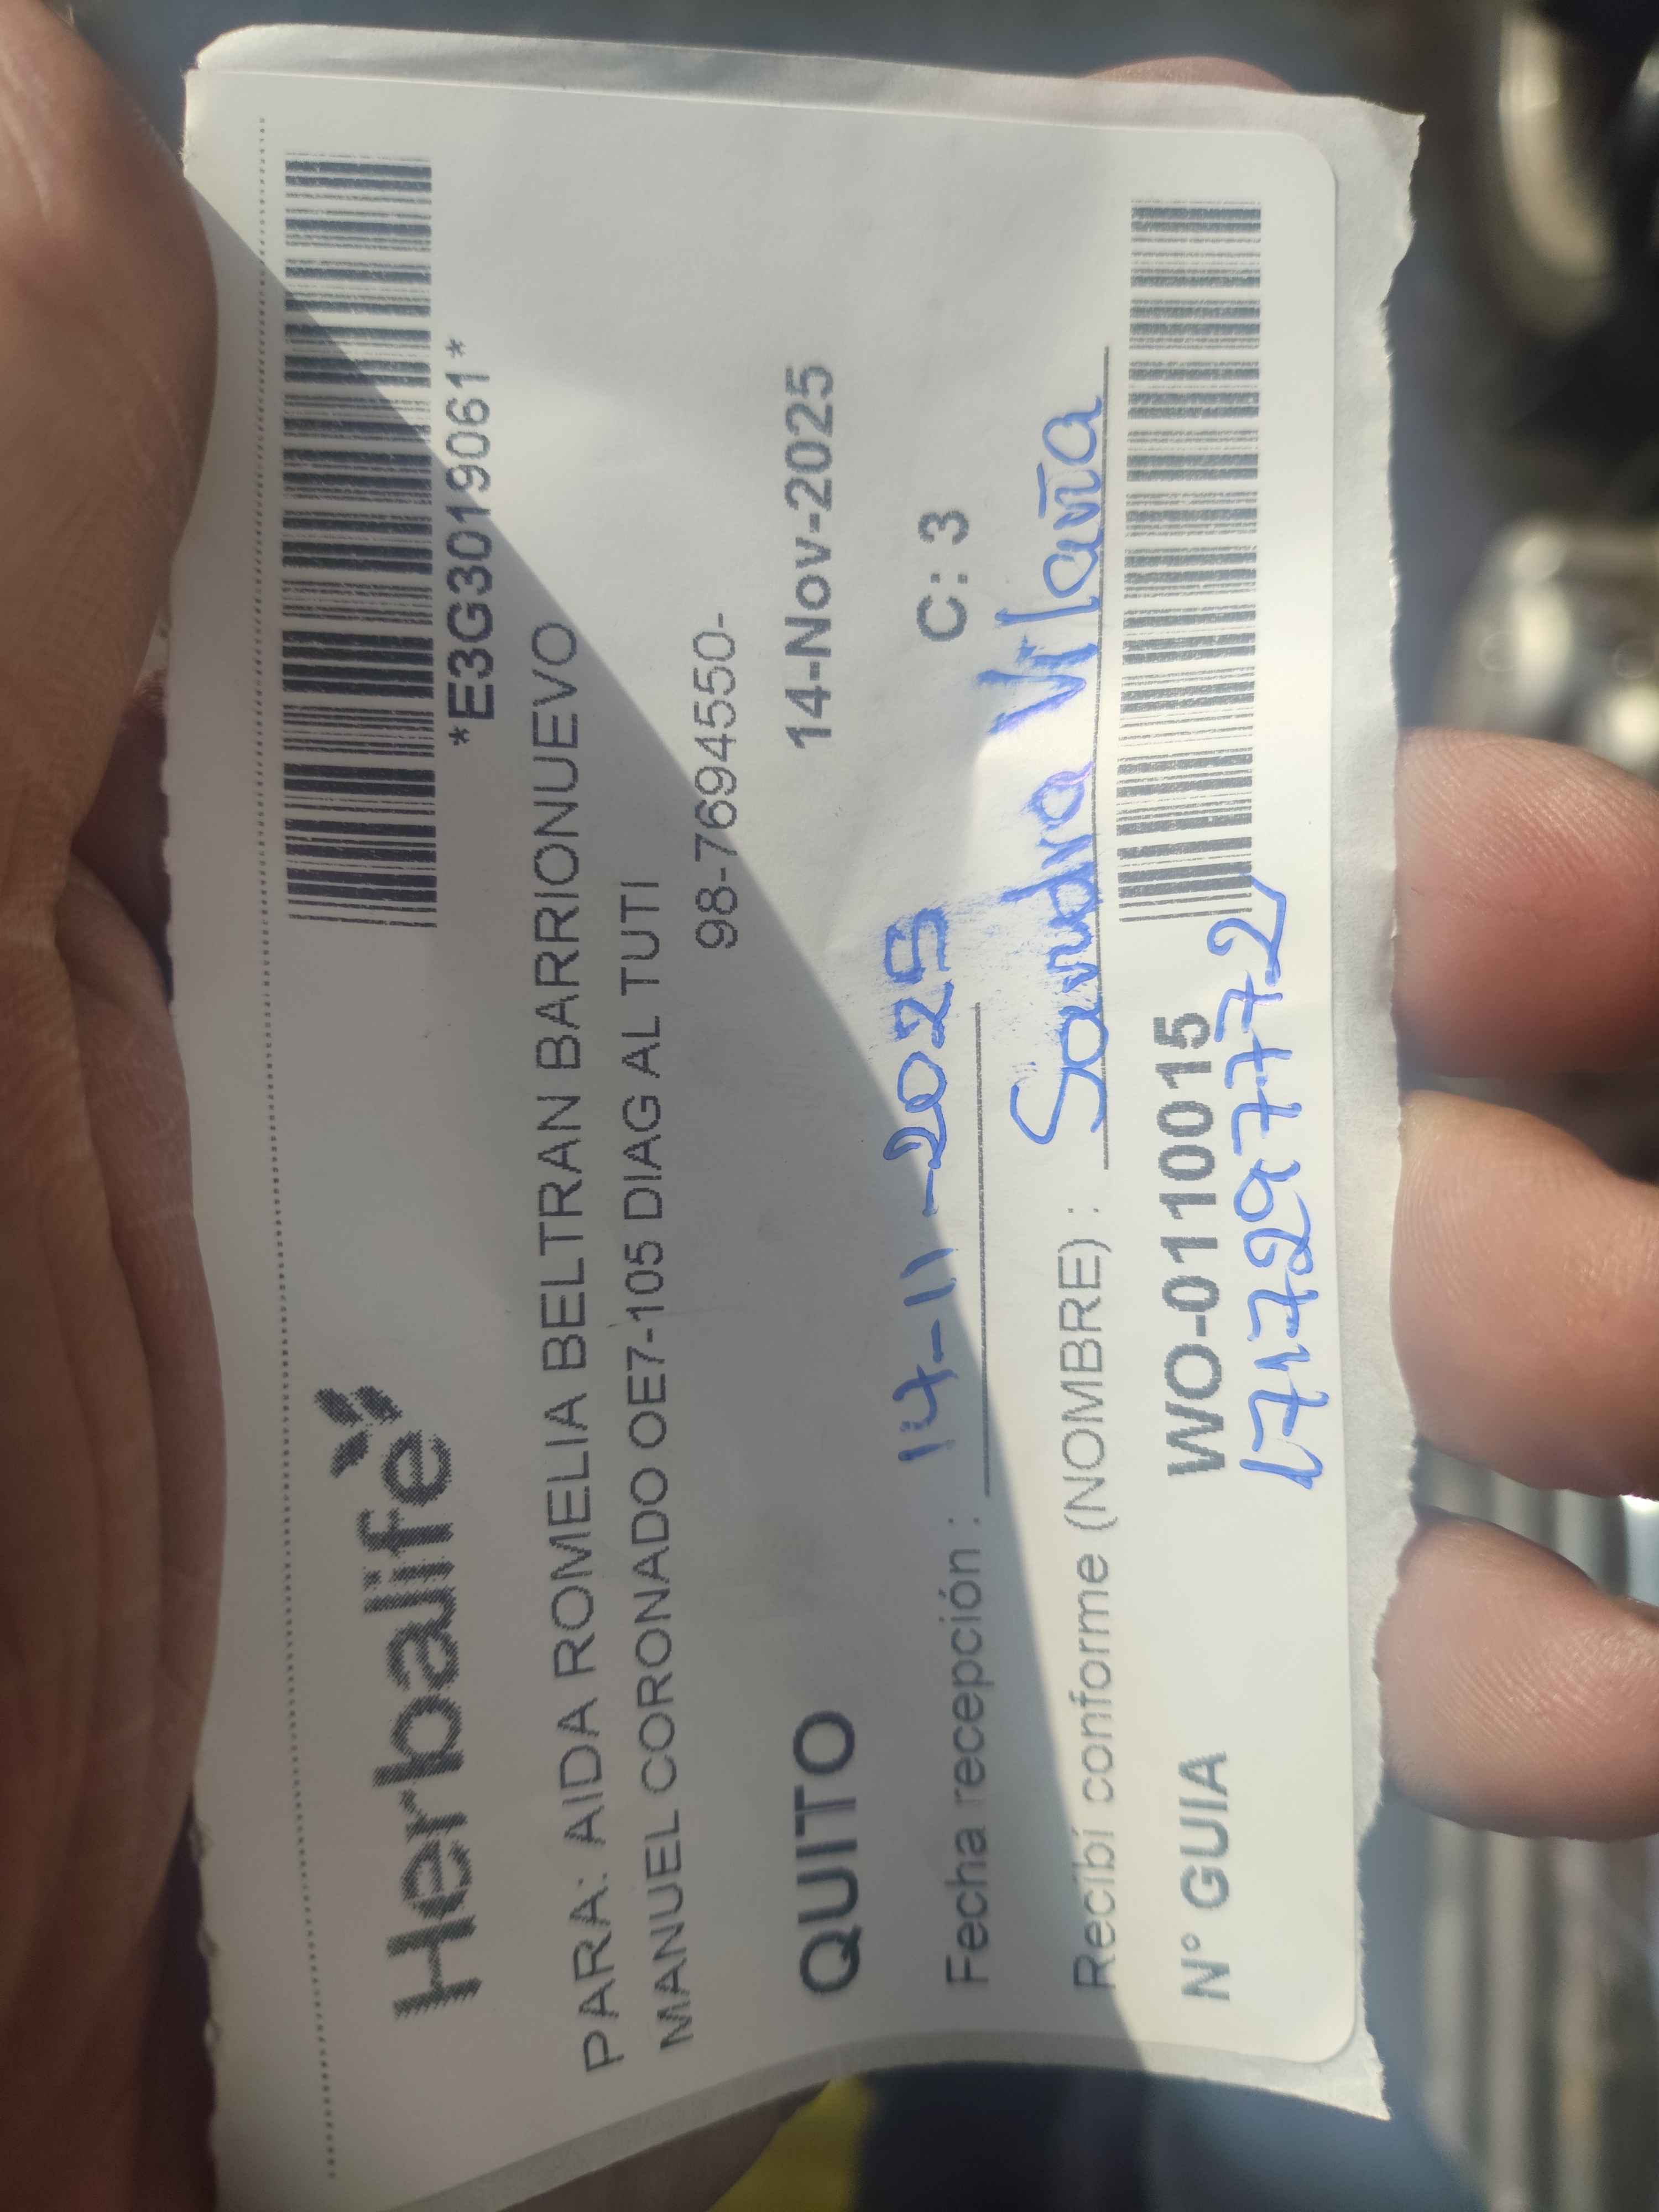 Herbalife
*E3G3019061*
PARA: AIDA ROMELIA BELTRAN BARRIONUEVO
MANUEL CORONADO OE7-105 DIAG AL TUTI
98-7694550-
QUITO 14-Nov-2025
Fecha recepción : 14-11-2025 C: 3
Recibí conforme (NOMBRE) : Sandra Vilaña
N° GUIA WO-0110015
1717297772